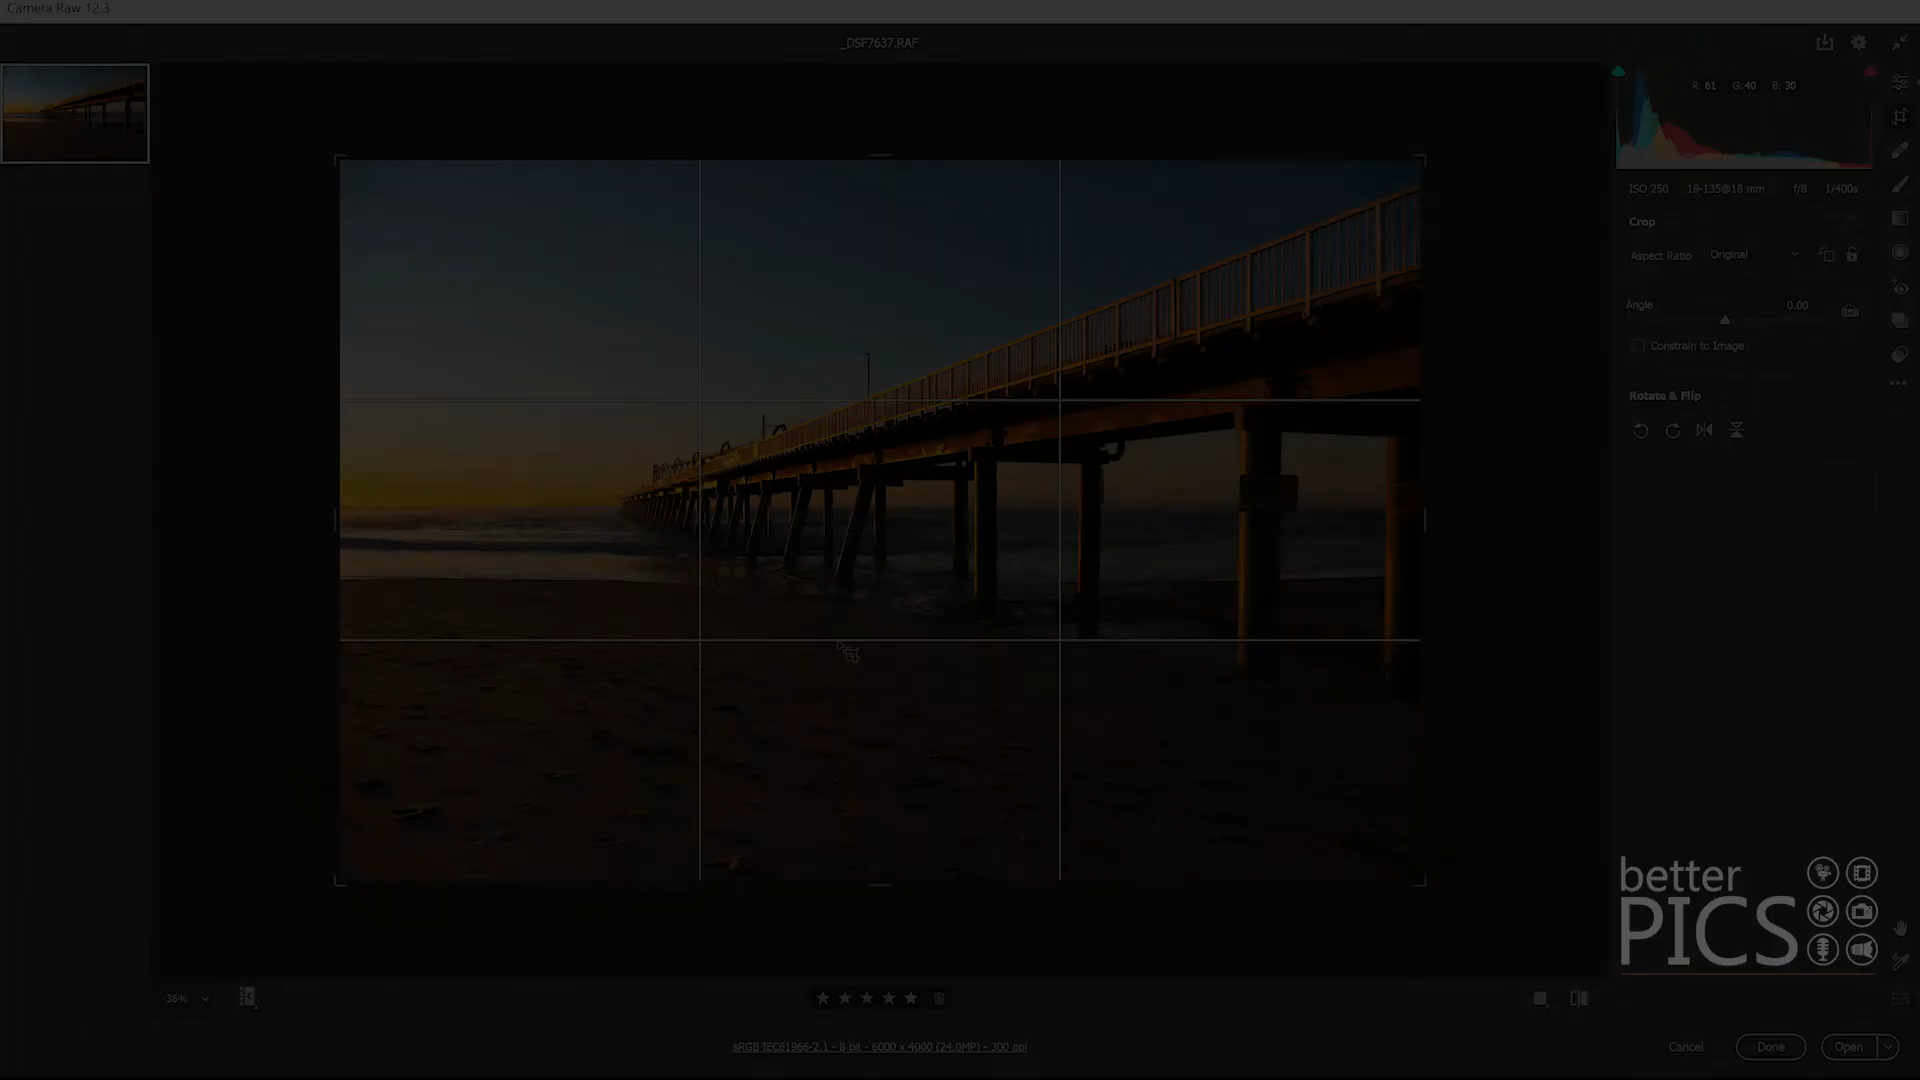 Camera Raw 12.3
_DSF7637.RAF
R: 61 G: 40 B: 30
ISO 250 18-135@18 mm f/8 1/400s
Crop
Aspect Ratio Original
Angle 0.00
Constrain to Image
Rotate & Flip
better
PICS
36%
sRGB IEC61966-2.1 - 8 bit - 6000 x 4000 (24.0MP) - 300 ppi
Cancel Done Open